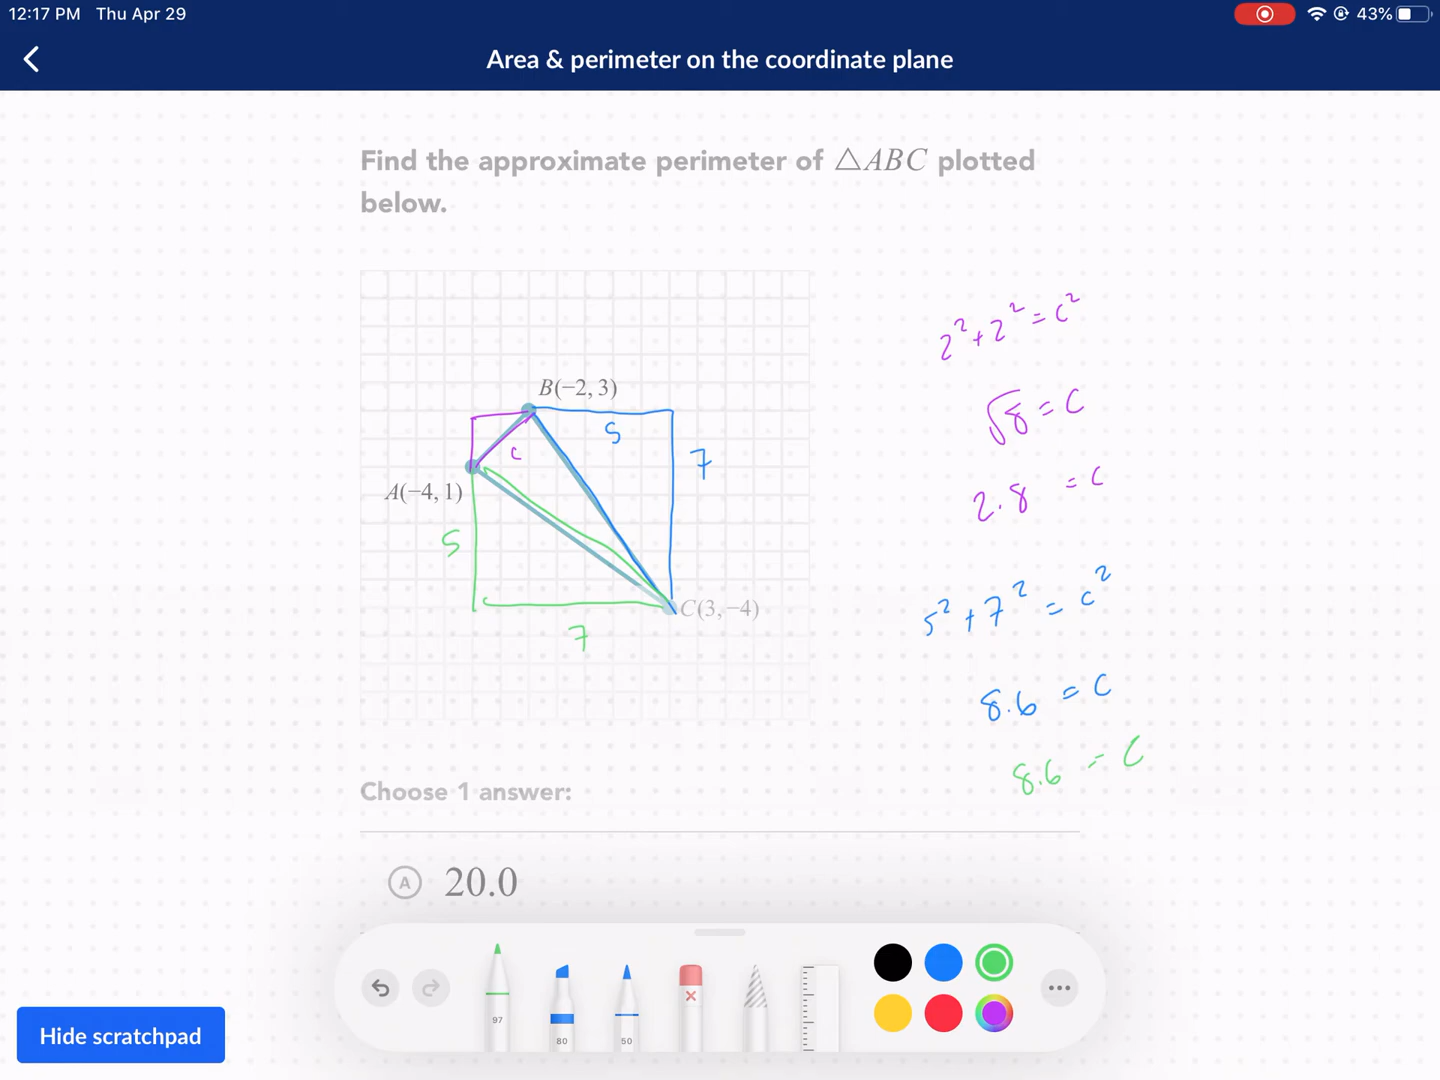 12:17 PM Thu Apr 29
43%
Area & perimeter on the coordinate plane
Find the approximate perimeter of △ABC plotted
below.
B(−2, 3)
A(−4, 1)
C(3, −4)
c
5
7
5
7
2² + 2² = c²
√8 = c
2.8 = c
5² + 7² = c²
8.6 = c
8.6 = c
Choose 1 answer:
A 20.0
97
80
50
Hide scratchpad